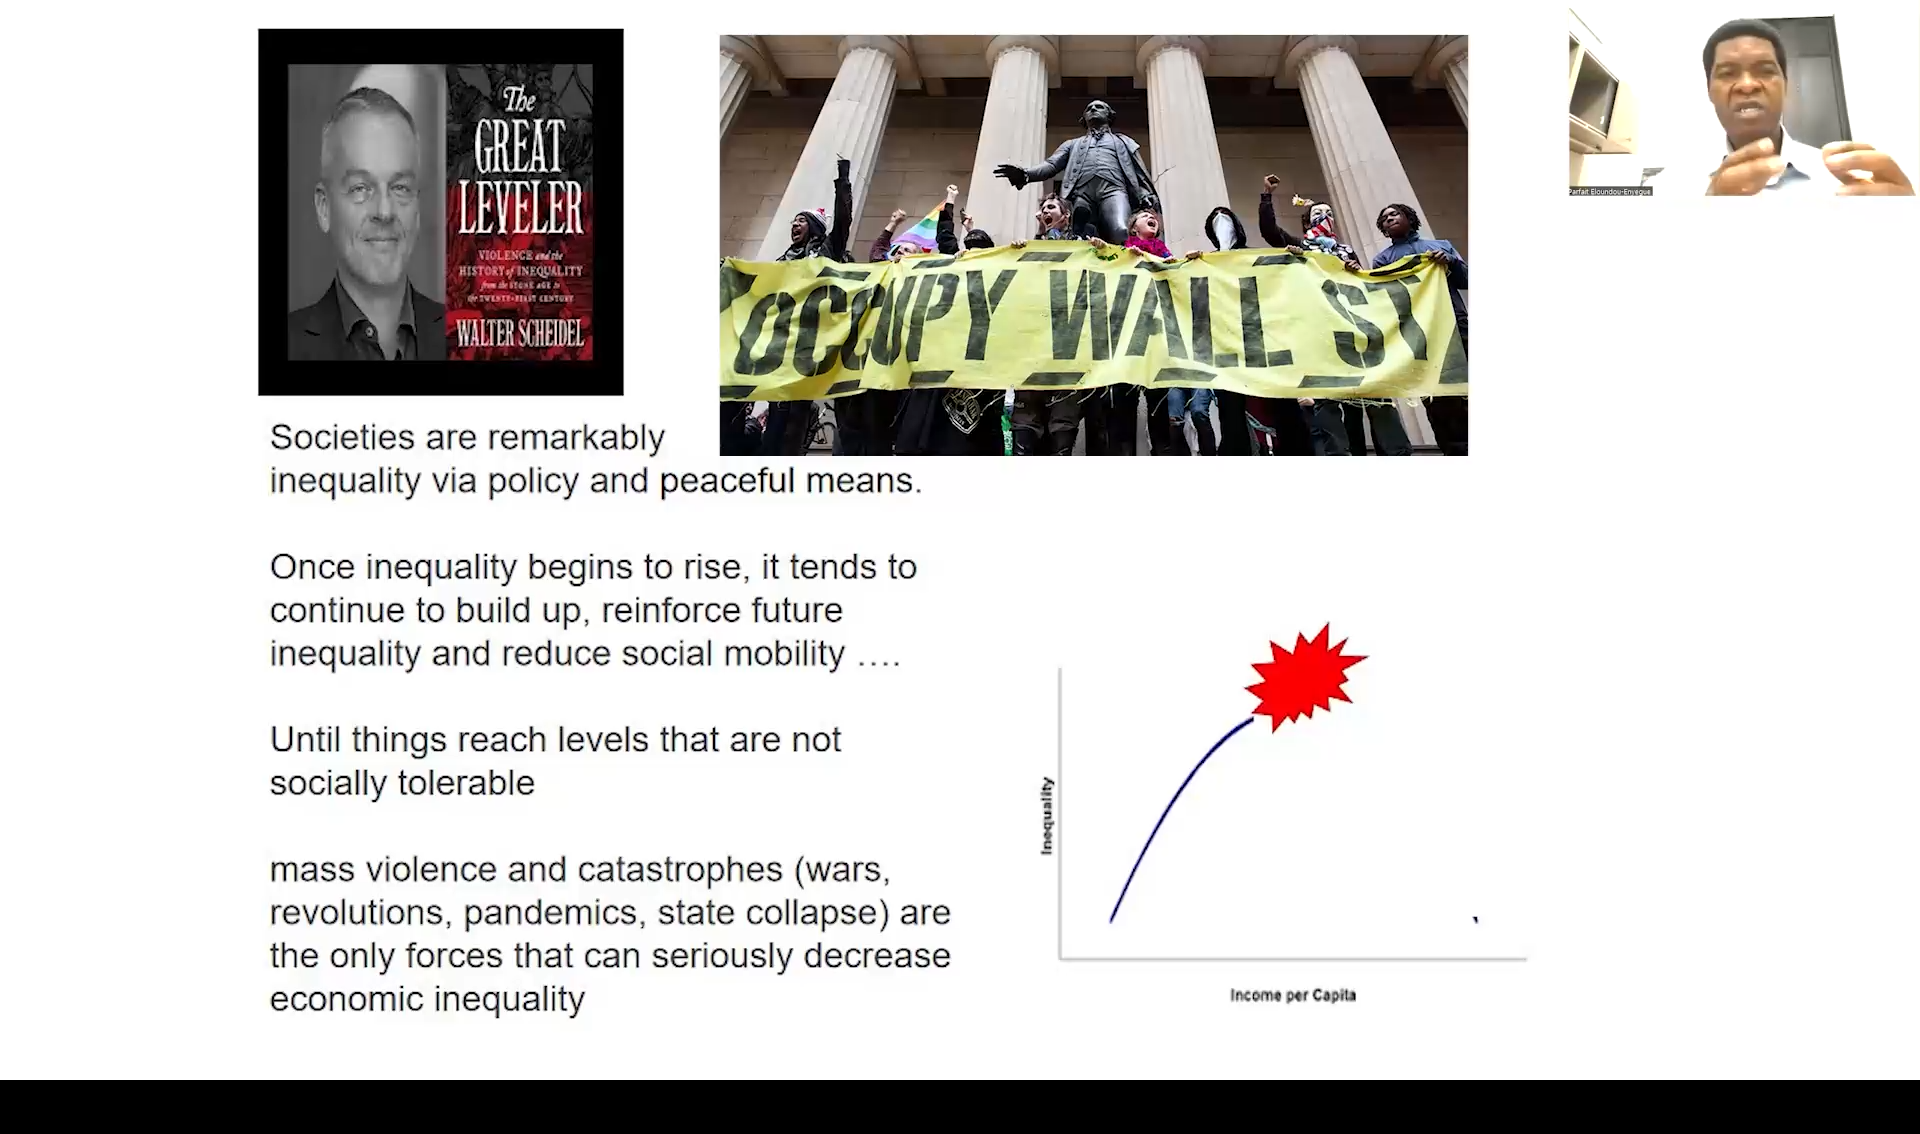 The
GREAT
LEVELER
VIOLENCE and the
HISTORY of INEQUALITY
from the STONE AGE to
the TWENTY-FIRST CENTURY
WALTER SCHEIDEL
OCCUPY WALL ST
Parfait Eloundou-Enyegue
Societies are remarkably
inequality via policy and peaceful means.
Once inequality begins to rise, it tends to
continue to build up, reinforce future
inequality and reduce social mobility ....
Until things reach levels that are not
socially tolerable
mass violence and catastrophes (wars,
revolutions, pandemics, state collapse) are
the only forces that can seriously decrease
economic inequality
Inequality
Income per Capita